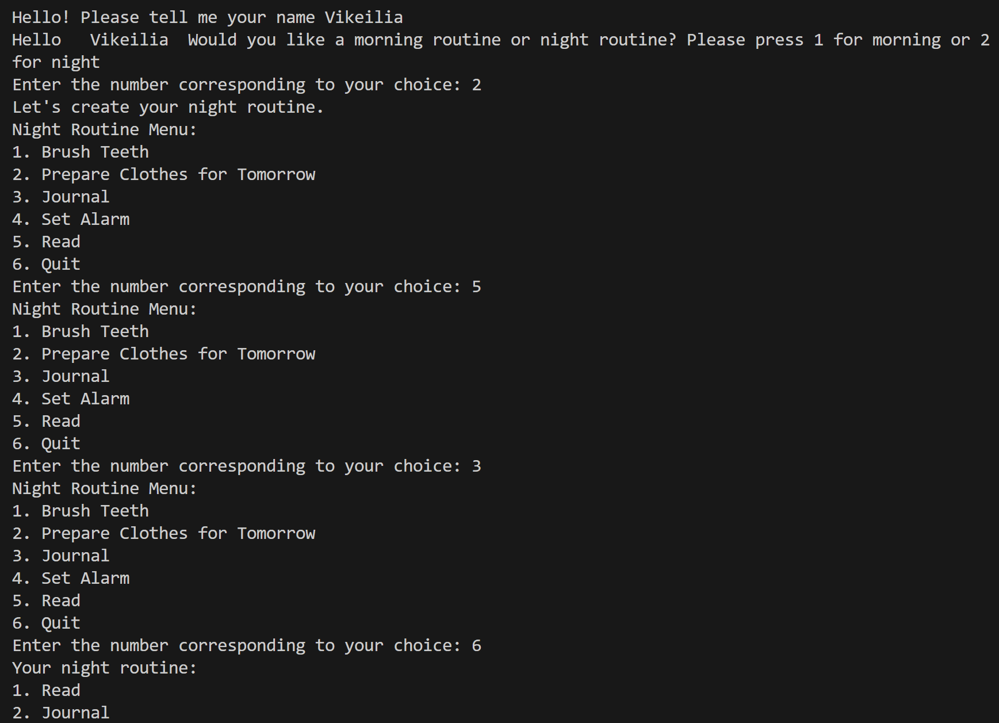 Hello! Please tell me your name Vikeilia
Hello   Vikeilia  Would you like a morning routine or night routine? Please press 1 for morning or 2
for night
Enter the number corresponding to your choice: 2
Let's create your night routine.
Night Routine Menu:
1. Brush Teeth
2. Prepare Clothes for Tomorrow
3. Journal
4. Set Alarm
5. Read
6. Quit
Enter the number corresponding to your choice: 5
Night Routine Menu:
1. Brush Teeth
2. Prepare Clothes for Tomorrow
3. Journal
4. Set Alarm
5. Read
6. Quit
Enter the number corresponding to your choice: 3
Night Routine Menu:
1. Brush Teeth
2. Prepare Clothes for Tomorrow
3. Journal
4. Set Alarm
5. Read
6. Quit
Enter the number corresponding to your choice: 6
Your night routine:
1. Read
2. Journal